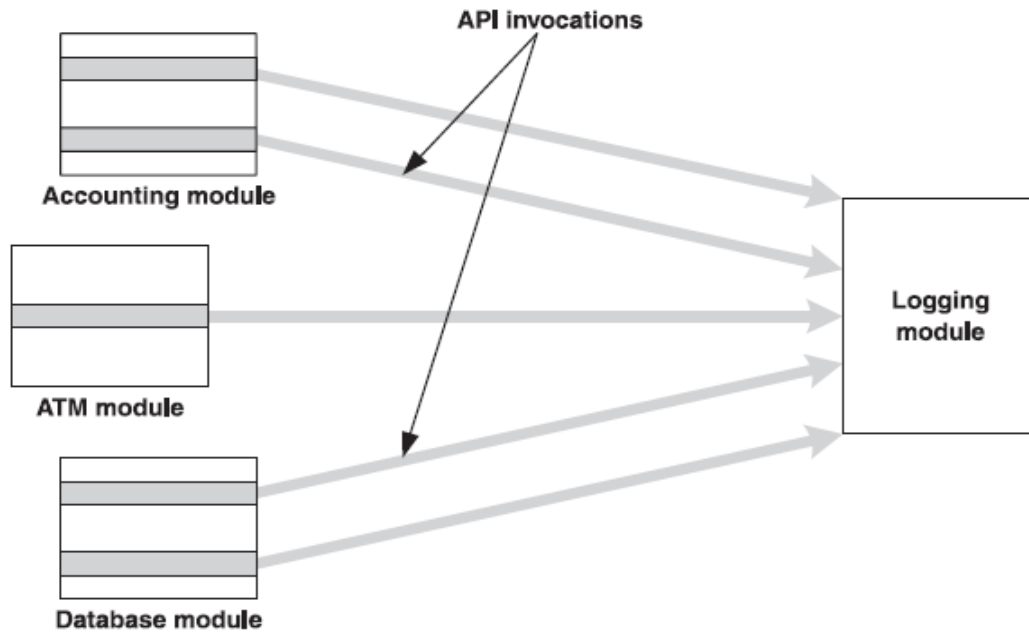 API invocations
Accounting module
Logging
module
ATM module
Database module